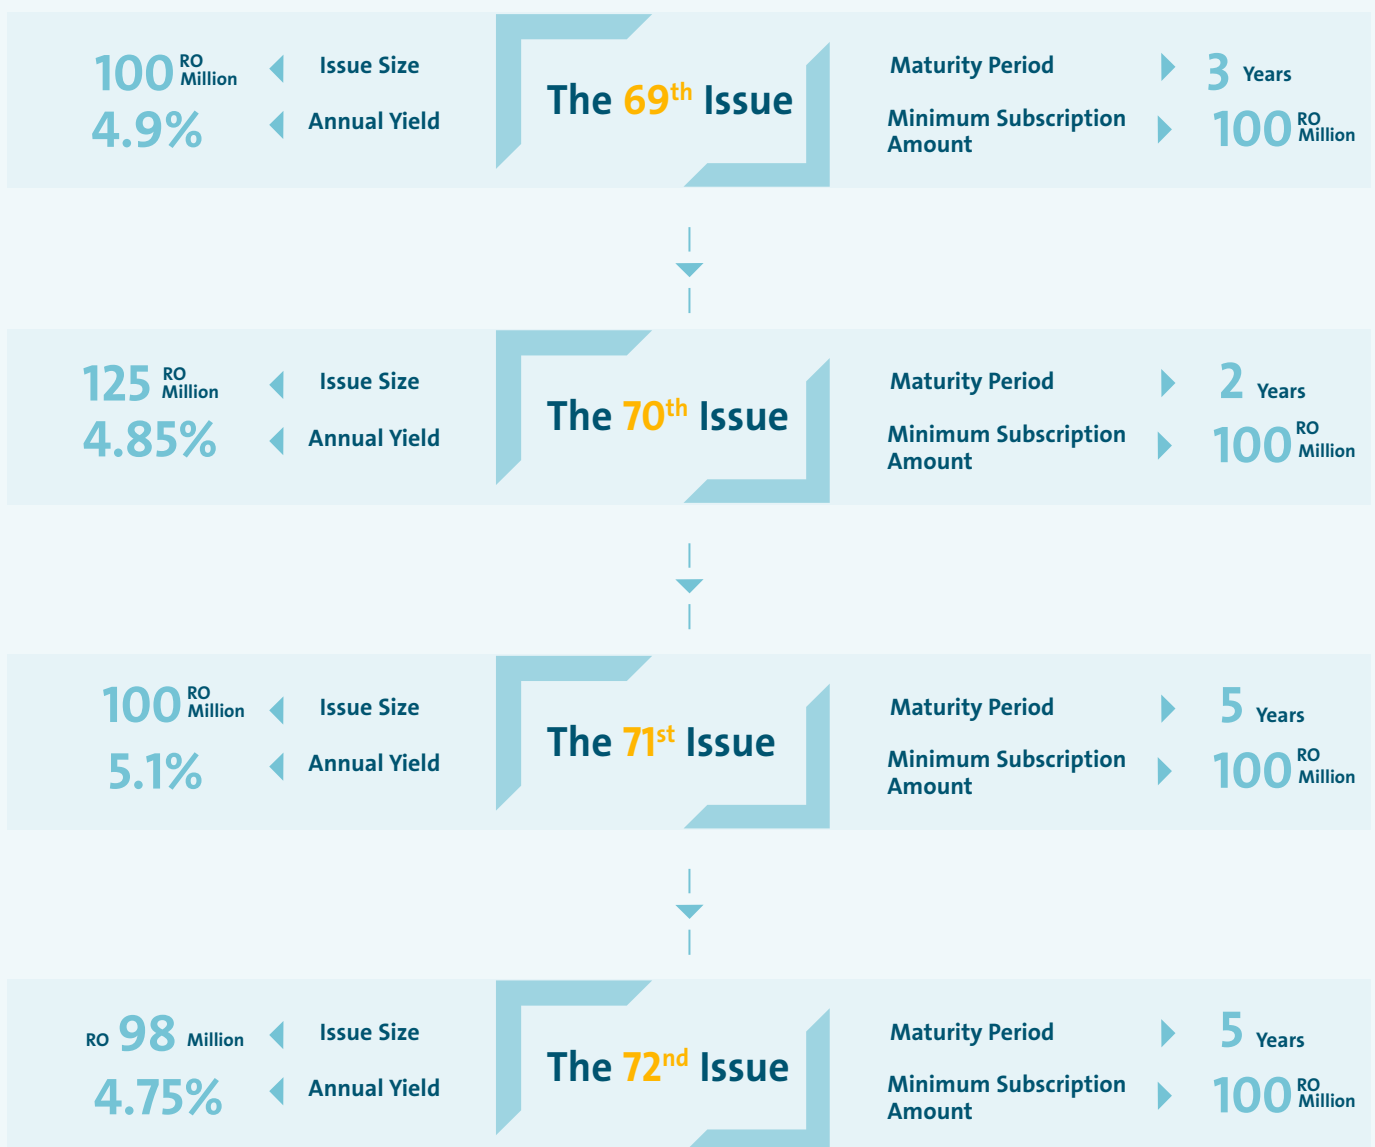 100 RO Million
Issue Size
4.9%
Annual Yield
The 69th Issue
Maturity Period
3 Years
Minimum Subscription
Amount
100 RO Million
125 RO Million
Issue Size
4.85%
Annual Yield
The 70th Issue
Maturity Period
2 Years
Minimum Subscription
Amount
100 RO Million
100 RO Million
Issue Size
5.1%
Annual Yield
The 71st Issue
Maturity Period
5 Years
Minimum Subscription
Amount
100 RO Million
RO 98 Million
Issue Size
4.75%
Annual Yield
The 72nd Issue
Maturity Period
5 Years
Minimum Subscription
Amount
100 RO Million